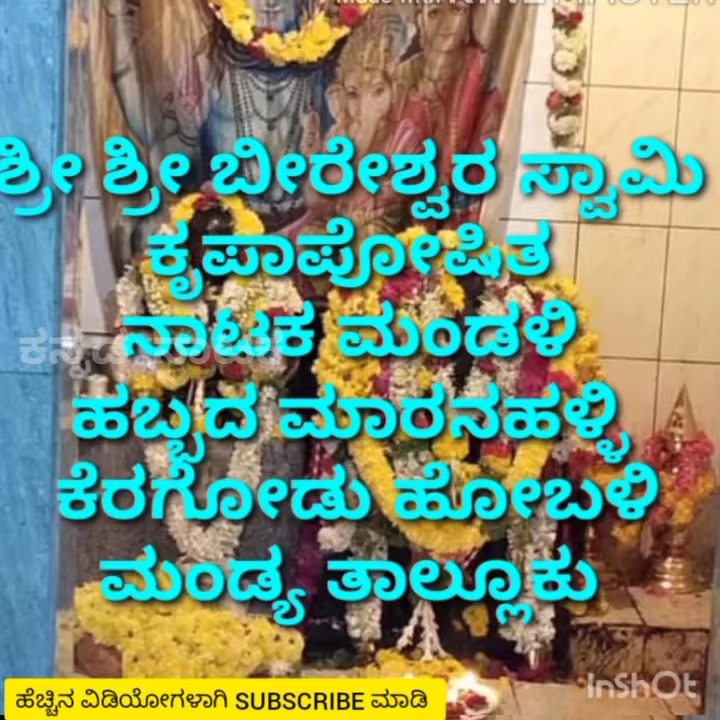 ಶ್ರೀ ಶ್ರೀ ಬೀರೇಶ್ವರ ಸ್ವಾಮಿ
ಕೃಪಾಪೋಷಿತ
ನಾಟಕ ಮಂಡಳಿ
ಹಬ್ಬದ ಮಾರನಹಳ್ಳಿ
ಕೆರಗೋಡು ಹೋಬಳಿ
ಮಂಡ್ಯ ತಾಲ್ಲೂಕು
ಹೆಚ್ಚಿನ ವಿಡಿಯೋಗಳಾಗಿ SUBSCRIBE ಮಾಡಿ
InShOt